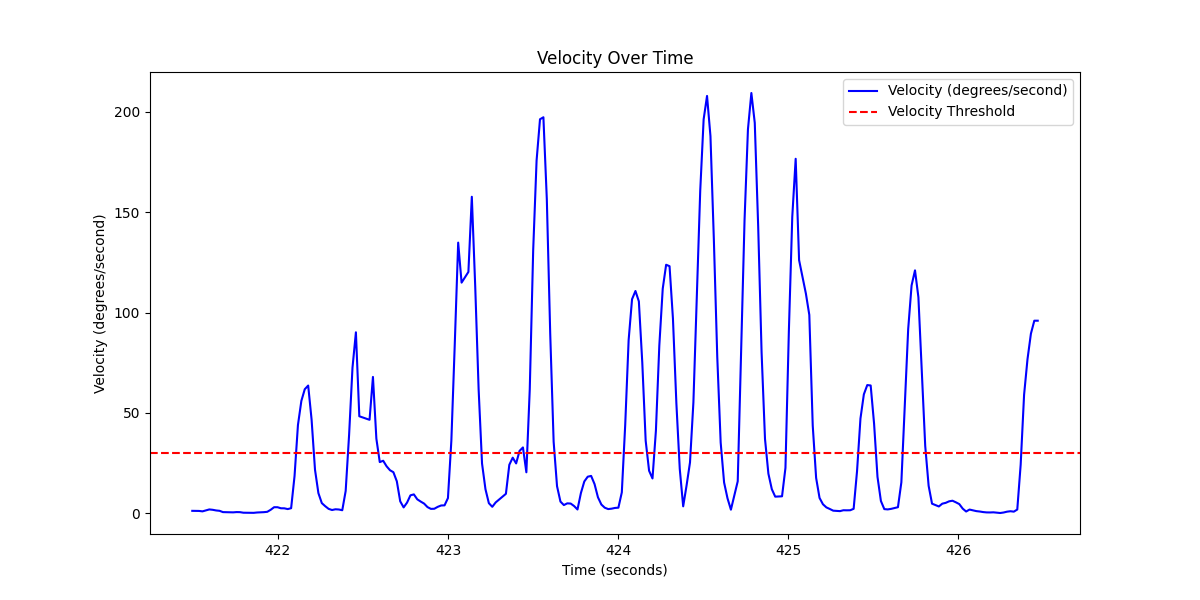 Velocity Over Time
Velocity (degrees/second)
Velocity Threshold
200
150
100
50
0
Velocity (degrees/second)
422 423 424 425 426
Time (seconds)